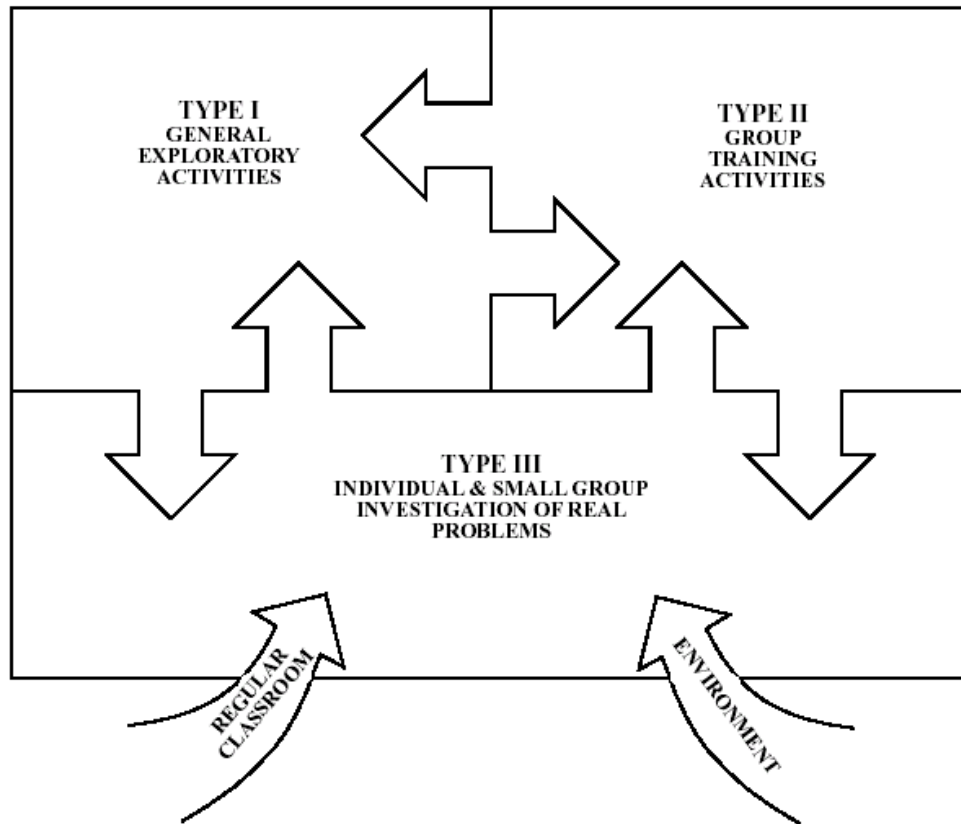 TYPE I
GENERAL
EXPLORATORY
ACTIVITIES
TYPE II
GROUP
TRAINING
ACTIVITIES
TYPE III
INDIVIDUAL & SMALL GROUP
INVESTIGATION OF REAL
PROBLEMS
REGULAR
CLASSROOM
ENVIRONMENT